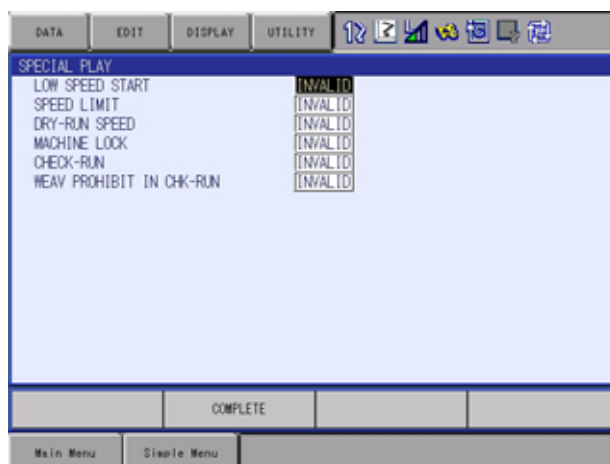 DATA EDIT DISPLAY UTILITY
SPECIAL PLAY
LOW SPEED START INVALID
SPEED LIMIT INVALID
DRY-RUN SPEED INVALID
MACHINE LOCK INVALID
CHECK-RUN INVALID
WEAV PROHIBIT IN CHK-RUN INVALID
COMPLETE
Main Menu Simple Menu